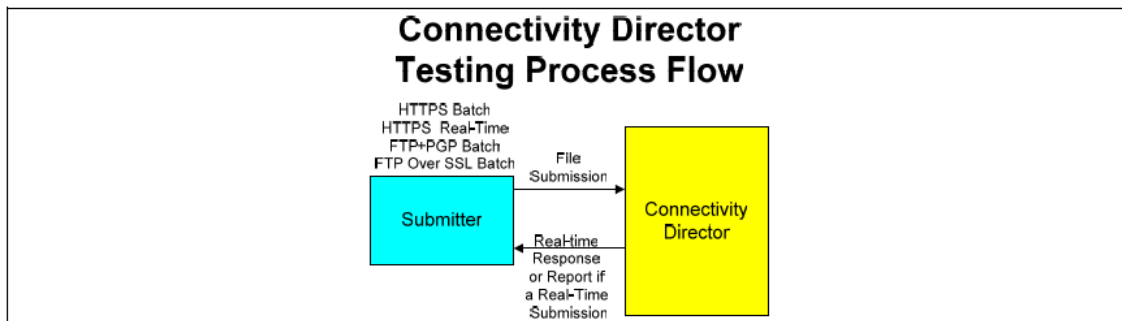 Connectivity Director
Testing Process Flow
HTTPS Batch
HTTPS Real-Time
FTP+PGP Batch
FTP Over SSL Batch
File
Submission
Submitter
Connectivity
Director
Real-time
Response
or Report if
a Real-Time
Submission